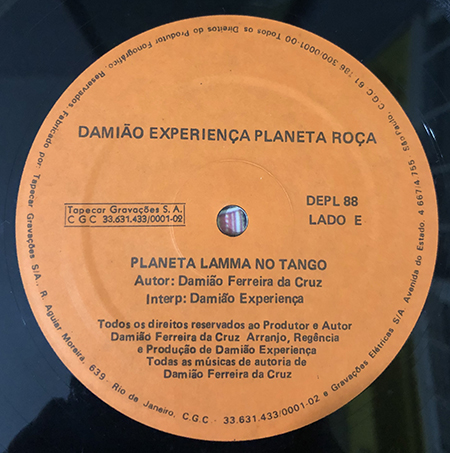 DAMIÃO EXPERIENÇA PLANETA ROÇA
Tapecar Gravações S. A.
C G C 33.631.433/0001-02
DEPL 88
LADO E
PLANETA LAMMA NO TANGO
Autor: Damião Ferreira da Cruz
Interp: Damião Experiência
Todos os direitos reservados ao Produtor e Autor
Damião Ferreira da Cruz Arranjo, Regência
e Produção de Damião Experiência
Todas as músicas de autoria de
Damião Ferreira da Cruz
Todos os Direitos do Produtor Fonográfico. Reservados Fabricado por: Tapecar Gravações S/A., R. Aguiar Moreira, 639 - Rio de Janeiro, C.G.C - 33.631.433/0001-02 e Gravações Elétricas S/A Avenida do Estado, 4 667/4 755 São Paulo, C G C 61 186 300/0001-00